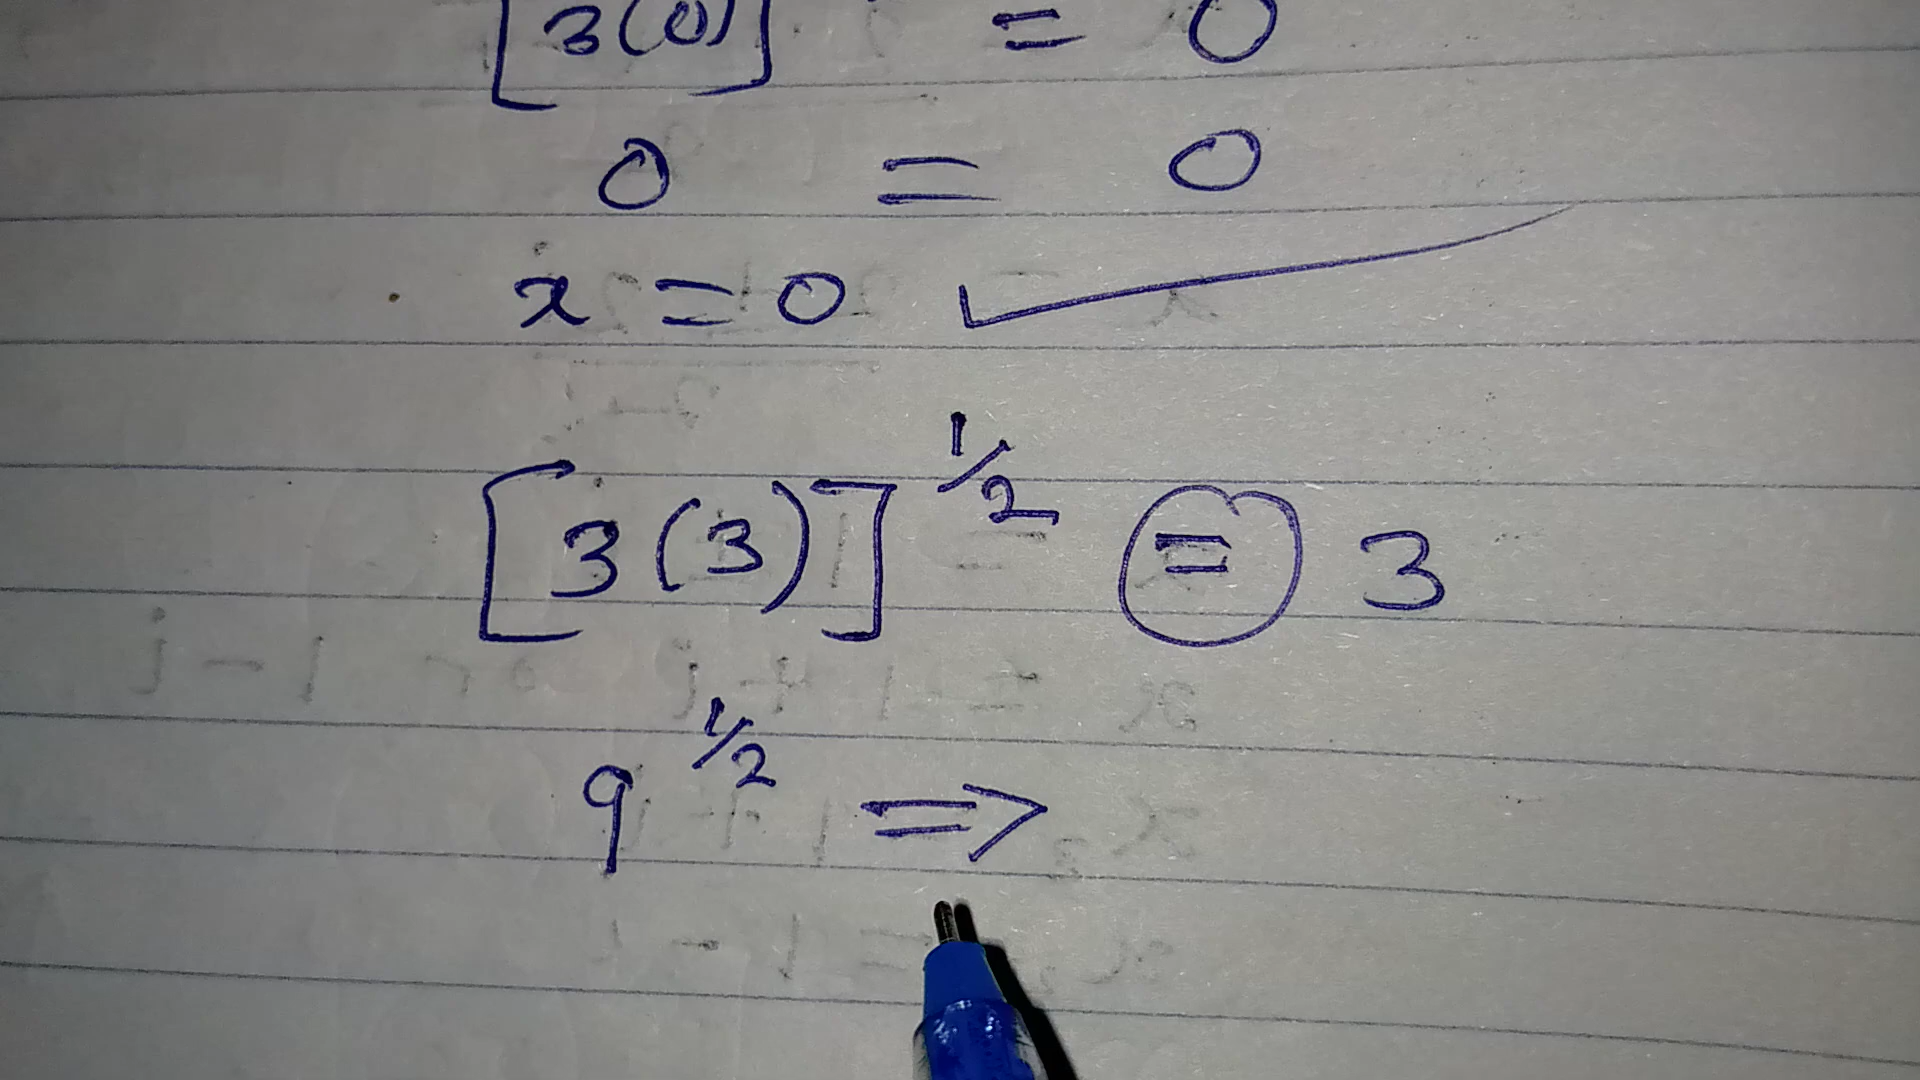 [3(0)] = 0
0 = 0
x = 0 ✓
[3(3)]^1/2 = 3
9^1/2 =>